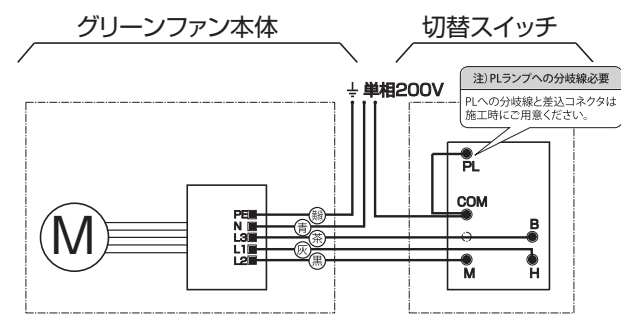 グリーンファン本体
切替スイッチ
単相200V
注)PLランプへの分岐線必要
PLへの分岐線と差込コネクタは
施工時にご用意ください。
PL
COM
B
M
H
M
PE
N
L3
L1
L2
青
茶
灰
黒